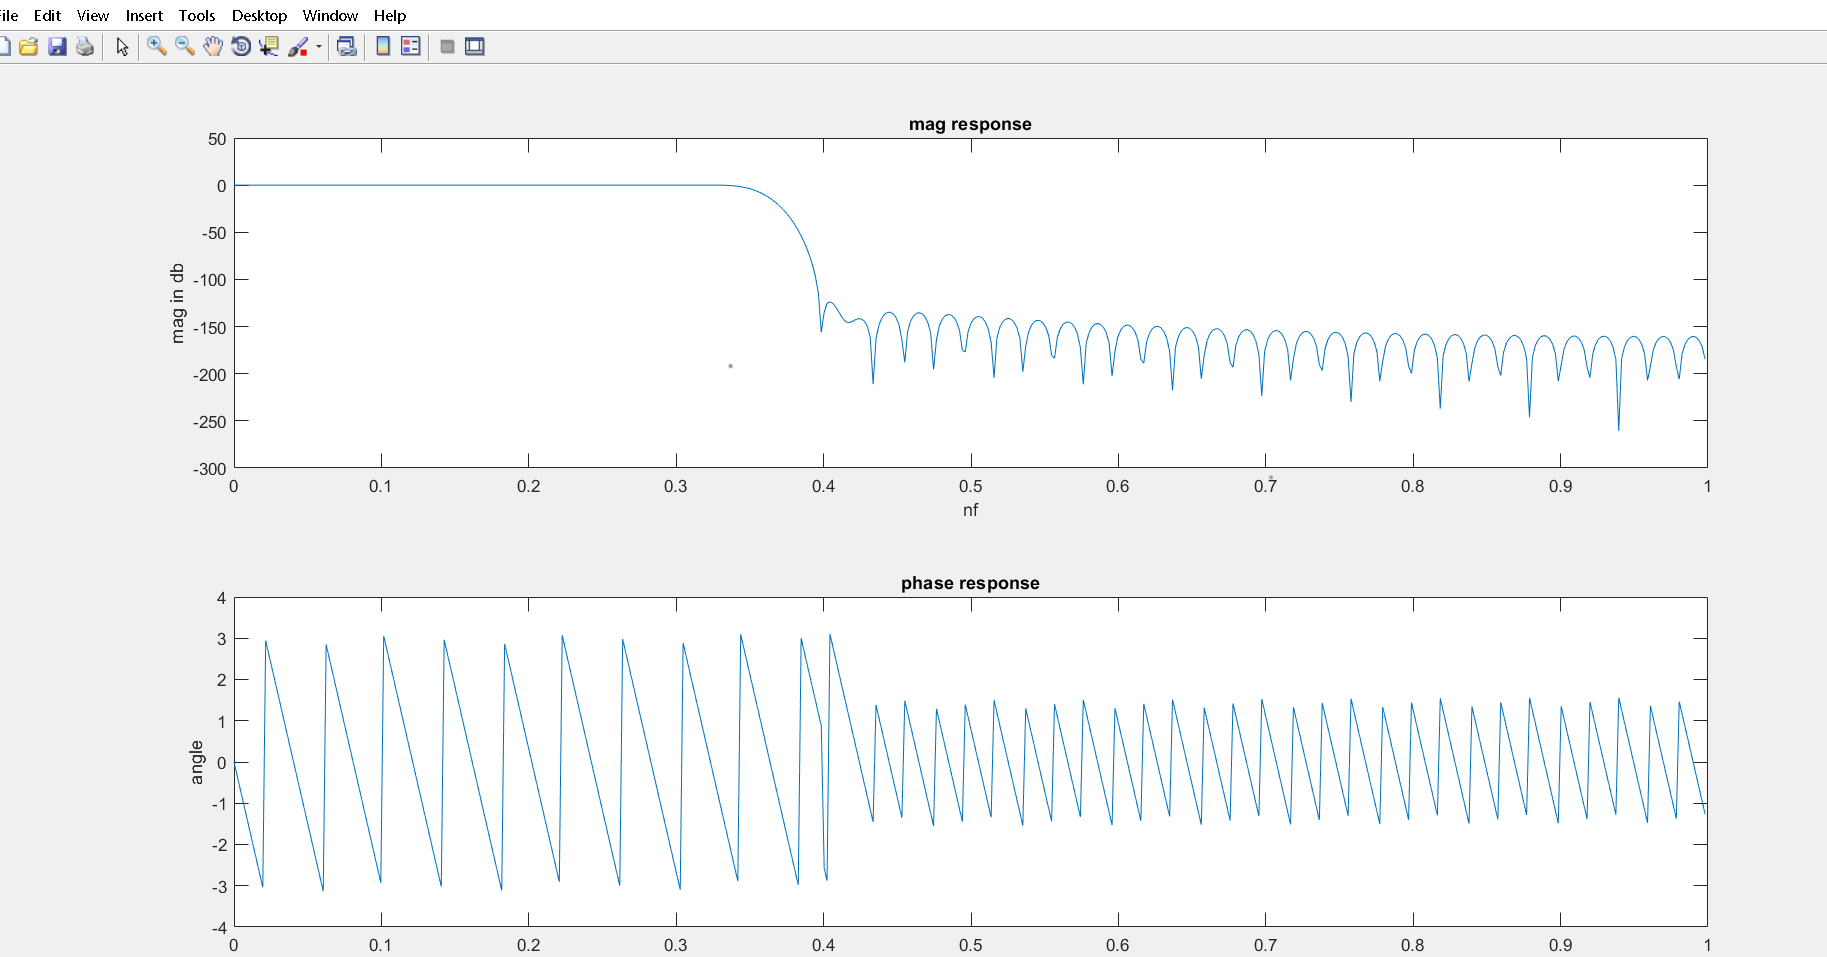 File Edit View Insert Tools Desktop Window Help
mag response
50
0
-50
-100
-150
-200
-250
-300
mag in db
0 0.1 0.2 0.3 0.4 0.5 0.6 0.7 0.8 0.9 1
nf
phase response
4
3
2
1
0
-1
-2
-3
-4
angle
0 0.1 0.2 0.3 0.4 0.5 0.6 0.7 0.8 0.9 1